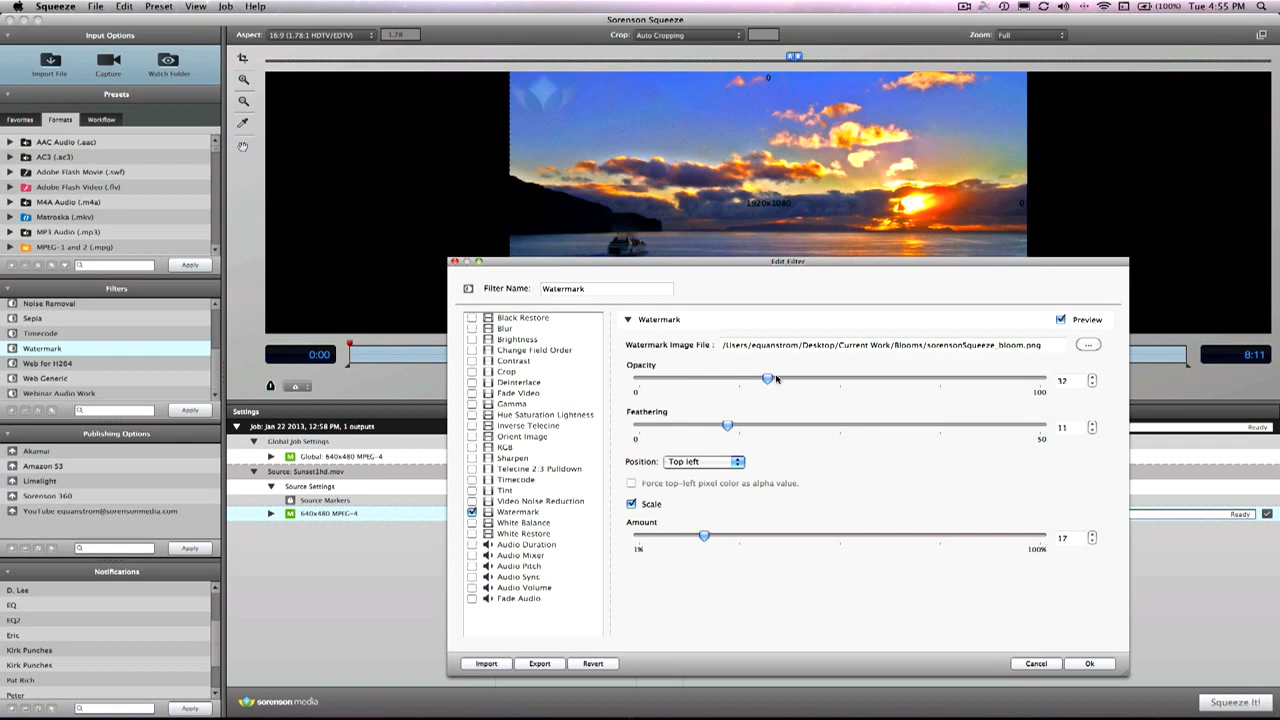 Squeeze File Edit Preset View Job Help (100%) Tue 4:55 PM
Sorenson Squeeze
Input Options
Aspect: 16:9 (1.78:1 HDTV/EDTV) 1.78 Crop: Auto Cropping Zoom: Full
Import File Capture Watch Folder
Presets
Favorites Formats Workflow
AAC Audio (.aac)
AC3 (.ac3)
Adobe Flash Movie (.swf)
Adobe Flash Video (.flv)
M4A Audio (.m4a)
Matroska (.mkv)
MP3 Audio (.mp3)
MPEG-1 and 2 (.mpg)
Apply
0
1920x1080
0
Filters
Noise Removal
Sepia
Timecode
Watermark
Web for H264
Web Generic
Webinar Audio Work
Apply
0:00
8:11
Publishing Options
Akamai
Amazon S3
Limelight
Sorenson 360
YouTube equanstrom@sorensonmedia.com
Apply
Notifications
D. Lee
EQ
EQ2
Eric
Kirk Punches
Kirk Punches
Pat Rich
Peter
Apply
Settings
Job: Jan 22 2013, 12:58 PM, 1 outputs
Ready
Global Job Settings
Global: 640x480 MPEG-4
Source: Sunset1hd.mov
Source Settings
Source Markers
640x480 MPEG-4
Ready
Edit Filter
Filter Name: Watermark
Black Restore
Blur
Brightness
Change Field Order
Contrast
Crop
Deinterlace
Fade Video
Gamma
Hue Saturation Lightness
Inverse Telecine
Orient Image
RGB
Sharpen
Telecine 2:3 Pulldown
Timecode
Tint
Video Noise Reduction
Watermark
White Balance
White Restore
Audio Duration
Audio Mixer
Audio Pitch
Audio Sync
Audio Volume
Fade Audio
Watermark Preview
Watermark Image File : /Users/equanstrom/Desktop/Current Work/Blooms/sorensonSqueeze_bloom.png ...
Opacity
32
0 100
Feathering
11
0 50
Position: Top left
Force top-left pixel color as alpha value.
Scale
Amount
17
1% 100%
Import Export Revert Cancel Ok
sorenson media
Squeeze It!